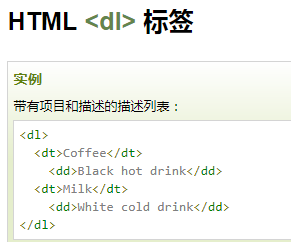 HTML <dl> 标签
实例
带有项目和描述的描述列表：
<dl>
  <dt>Coffee</dt>
    <dd>Black hot drink</dd>
  <dt>Milk</dt>
    <dd>White cold drink</dd>
</dl>